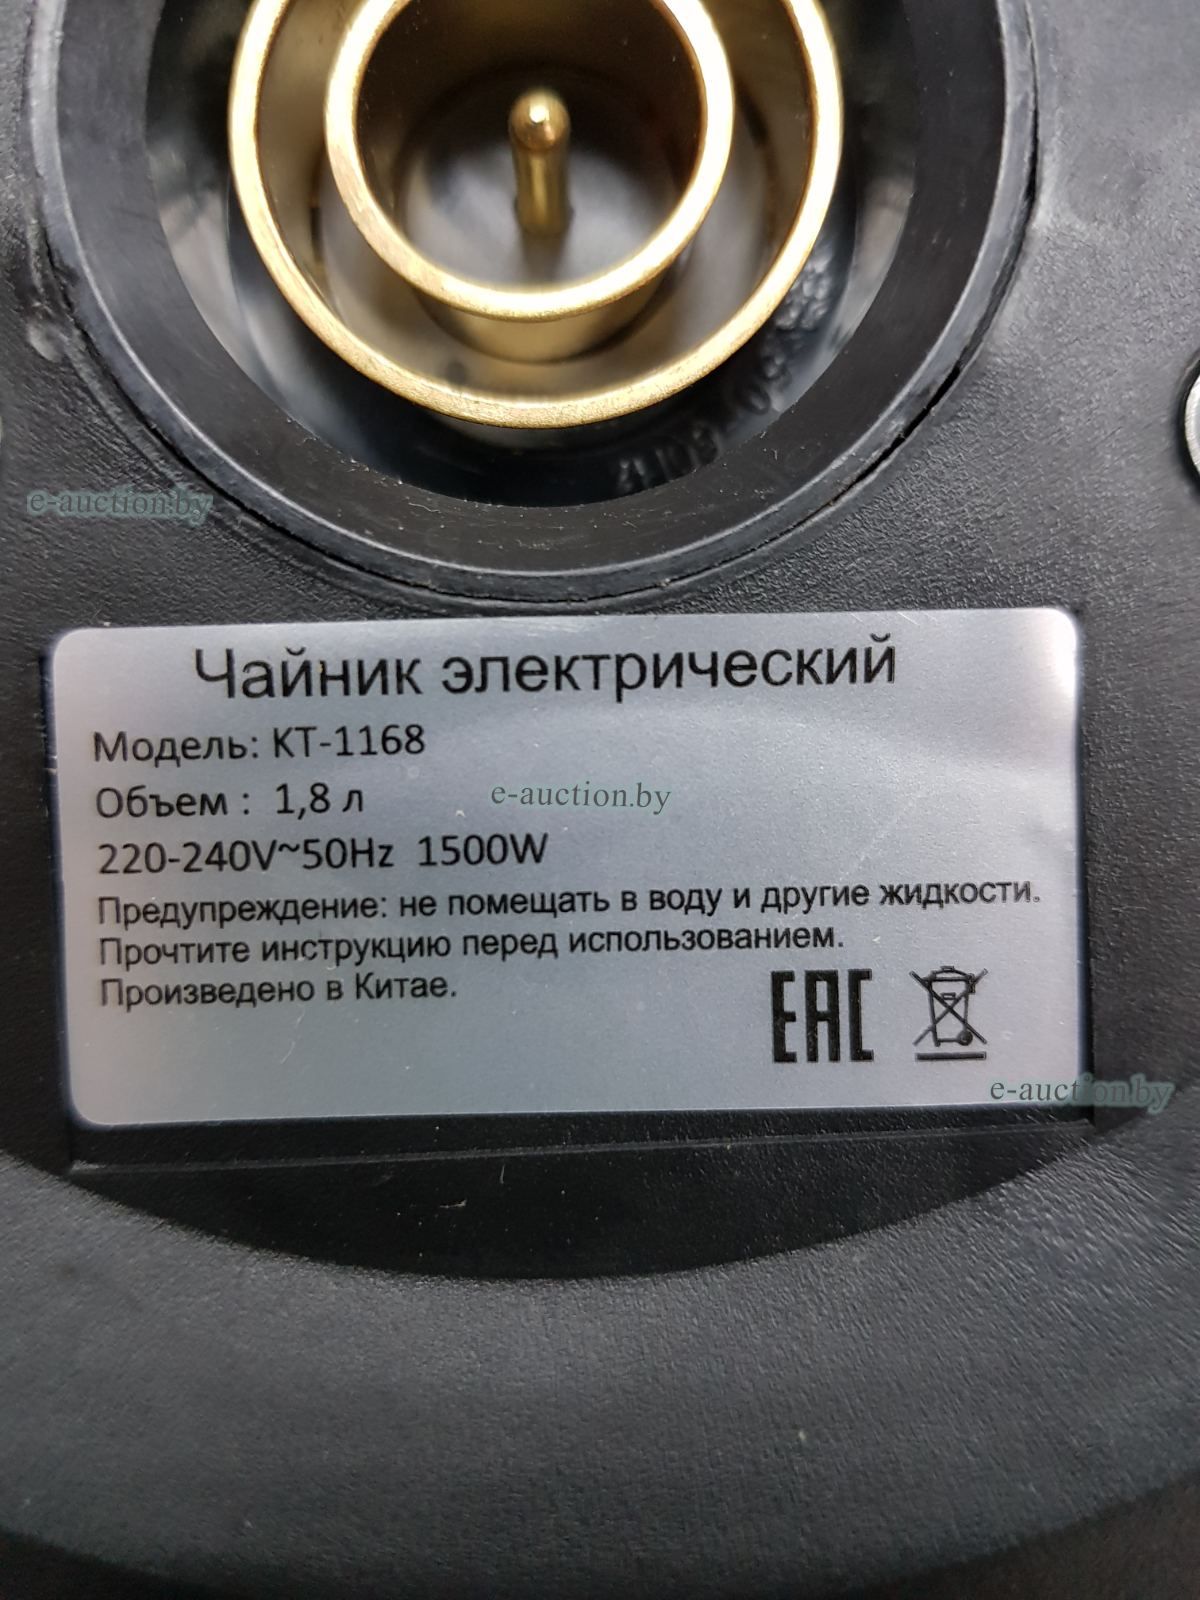 e-auction.by
Чайник электрический
Модель: КТ-1168
Объем : 1,8 л
e-auction.by
220-240V~50Hz 1500W
Предупреждение: не помещать в воду и другие жидкости.
Прочтите инструкцию перед использованием.
Произведено в Китае.
EAC
e-auction.by